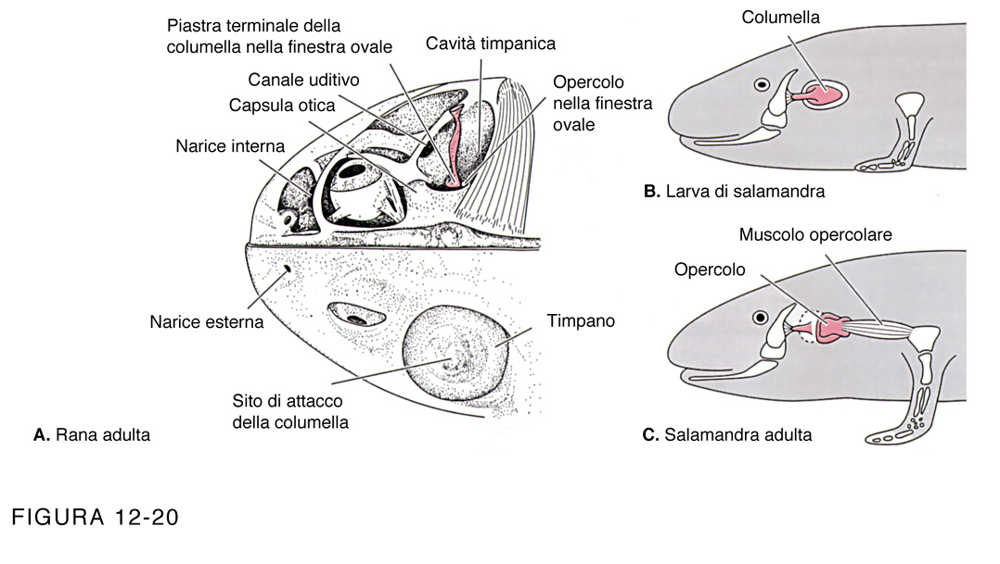 Piastra terminale della
columella nella finestra ovale
Cavità timpanica
Canale uditivo
Capsula otica
Opercolo
nella finestra
ovale
Narice interna
Narice esterna
Timpano
Sito di attacco
della columella
A. Rana adulta
Columella
B. Larva di salamandra
Muscolo opercolare
Opercolo
C. Salamandra adulta
FIGURA 12-20